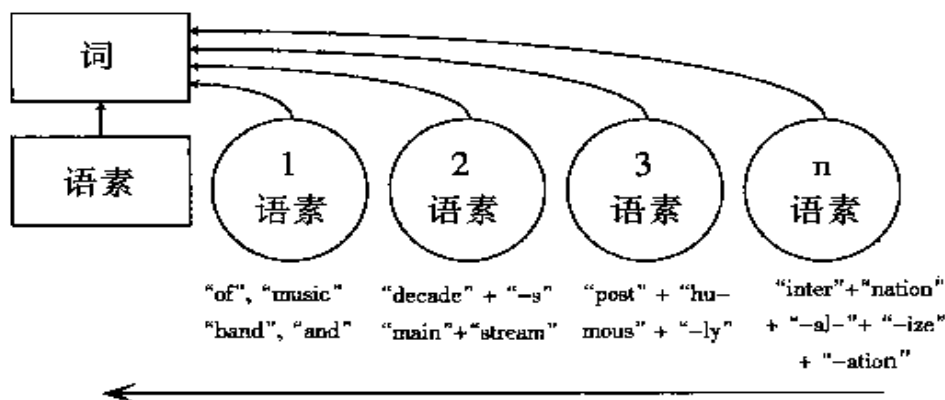 词
语素
1
语素
2
语素
3
语素
n
语素
“of”, “music”
“band”, “and”
“decade” + “-s”
“main”+“stream”
“post” + “hu-
mous” + “-ly”
“inter”+“nation”
+ “-al-”+ “-ize”
+ “-ation”